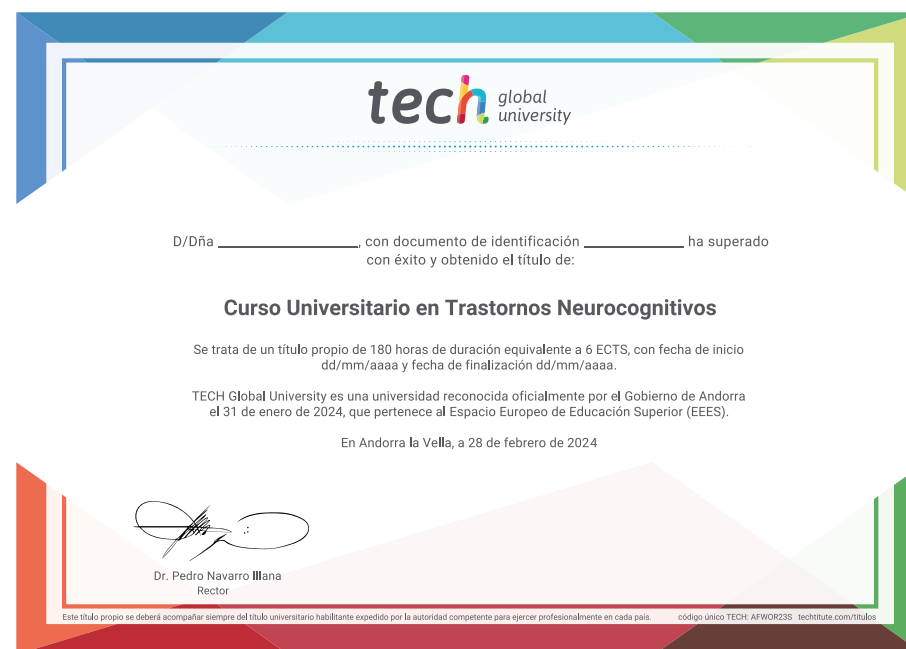 tech global university
D/Dña ____________________, con documento de identificación ______________ ha superado
con éxito y obtenido el título de:
Curso Universitario en Trastornos Neurocognitivos
Se trata de un título propio de 180 horas de duración equivalente a 6 ECTS, con fecha de inicio
dd/mm/aaaa y fecha de finalización dd/mm/aaaa.
TECH Global University es una universidad reconocida oficialmente por el Gobierno de Andorra
el 31 de enero de 2024, que pertenece al Espacio Europeo de Educación Superior (EEES).
En Andorra la Vella, a 28 de febrero de 2024
Dr. Pedro Navarro Illana
Rector
Este título propio se deberá acompañar siempre del título universitario habilitante expedido por la autoridad competente para ejercer profesionalmente en cada país. código único TECH: AFWOR23S techtitute.com/titulos